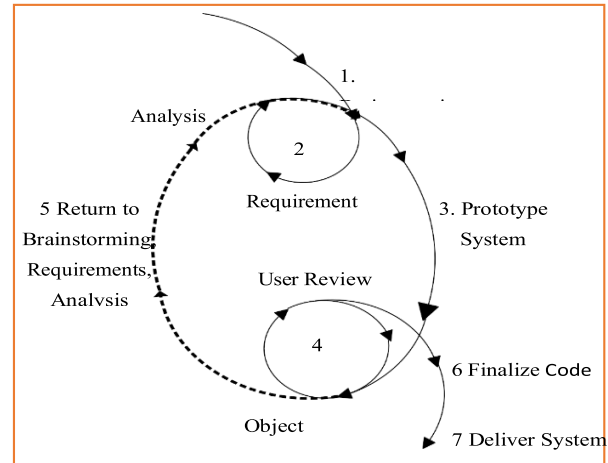 1.
Analysis
2
Requirement
5 Return to
Brainstorming,
Requirements,
Analysis
3. Prototype
System
User Review
4
6 Finalize Code
Object
7 Deliver System